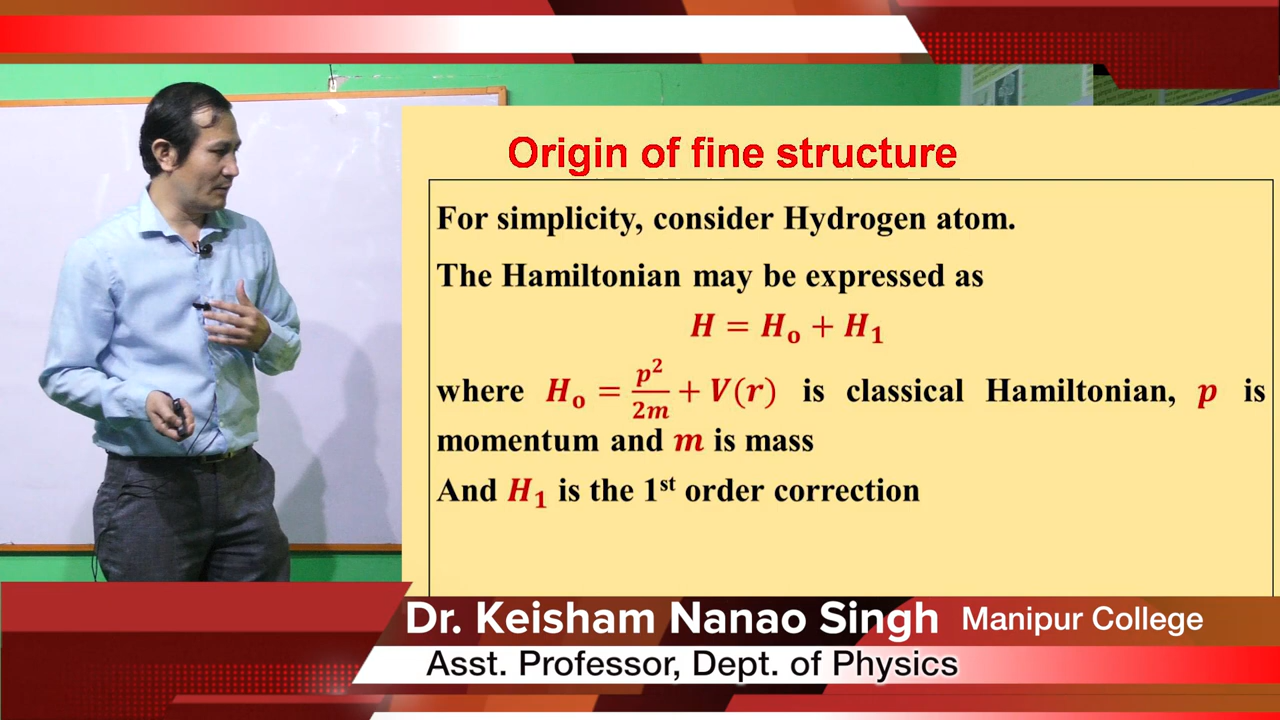 Origin of fine structure
For simplicity, consider Hydrogen atom.
The Hamiltonian may be expressed as
H = Hₒ + H₁
where Hₒ = p²/2m + V(r) is classical Hamiltonian, p is
momentum and m is mass
And H₁ is the 1ˢᵗ order correction
Dr. Keisham Nanao Singh Manipur College
Asst. Professor, Dept. of Physics